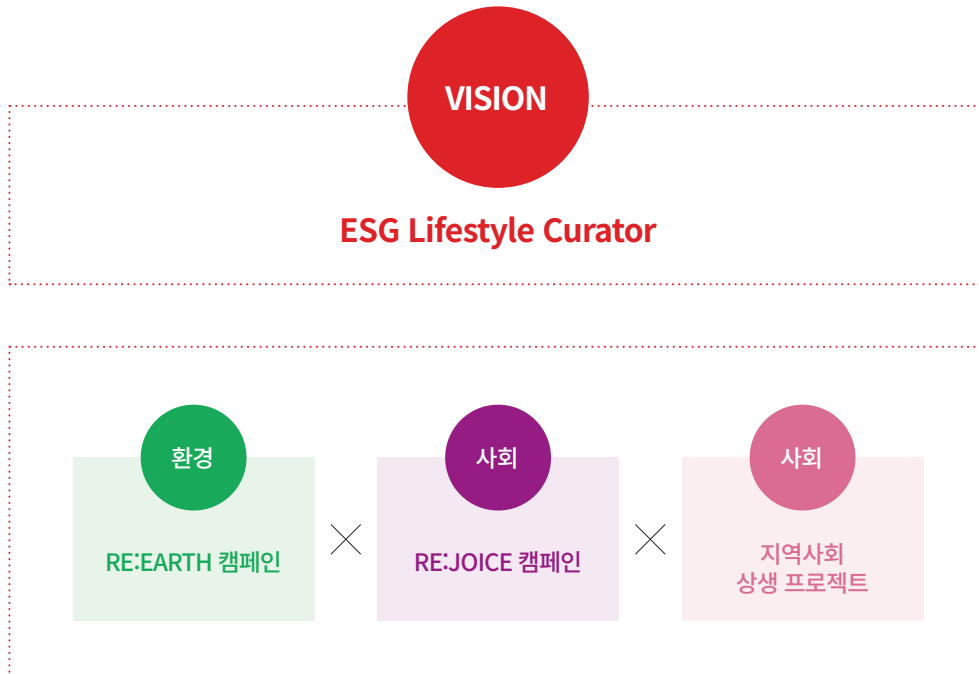 VISION
ESG Lifestyle Curator
환경
RE:EARTH 캠페인
사회
RE:JOICE 캠페인
사회
지역사회
상생 프로젝트